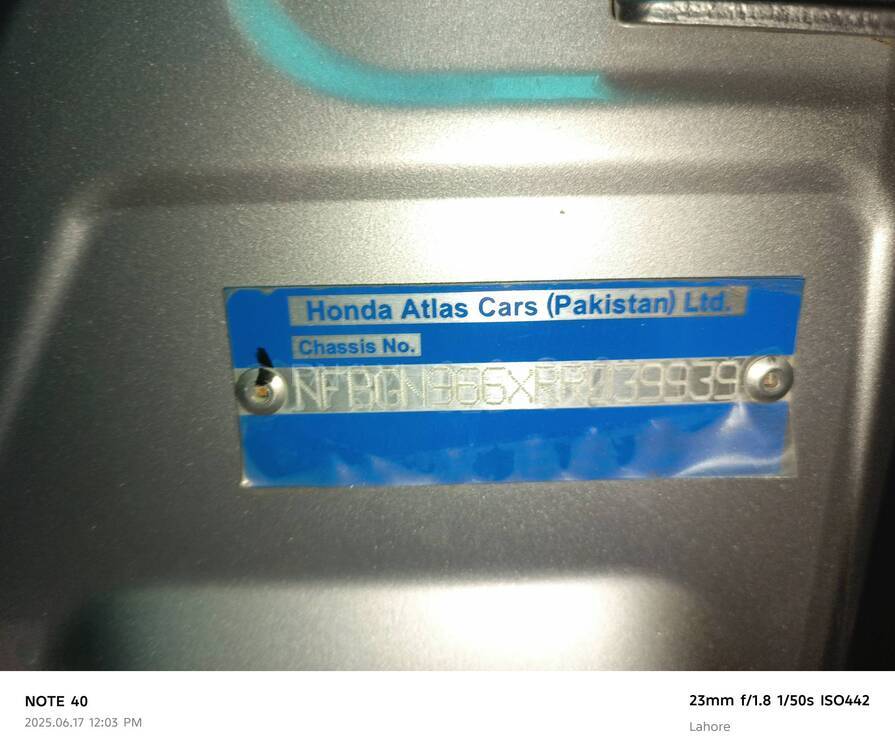 Honda Atlas Cars (Pakistan) Ltd.
Chassis No.
NOTE 40
2025.06.17 12:03 PM
23mm f/1.8 1/50s ISO442
Lahore